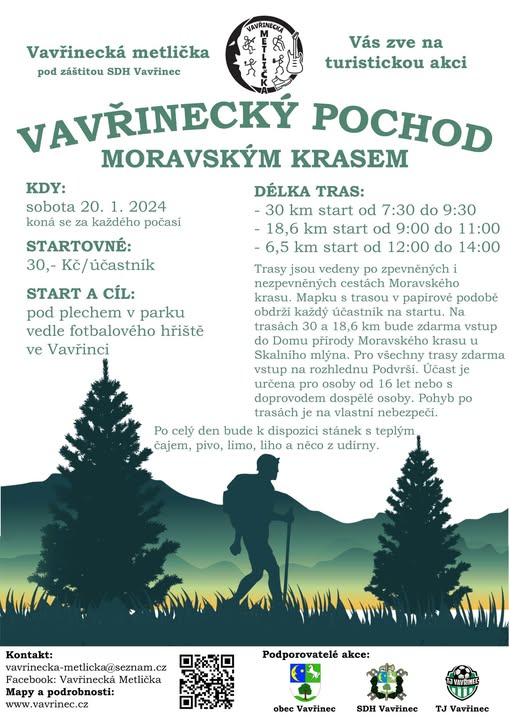 Vavřinecká metlička
pod záštitou SDH Vavřinec
VAVŘINECKÁ
METLIČKA
Vás zve na
turistickou akci
VAVŘINECKÝ POCHOD
MORAVSKÝM KRASEM
KDY:
sobota 20. 1. 2024
koná se za každého počasí
STARTOVNÉ:
30,- Kč/účastník
START A CÍL:
pod plechem v parku
vedle fotbalového hřiště
ve Vavřinci
DÉLKA TRAS:
- 30 km start od 7:30 do 9:30
- 18,6 km start od 9:00 do 11:00
- 6,5 km start od 12:00 do 14:00
Trasy jsou vedeny po zpevněných i
nezpevněných cestách Moravského
krasu. Mapku s trasou v papírové podobě
obdrží každý účastník na startu. Na
trasách 30 a 18,6 km bude zdarma vstup
do Domu přírody Moravského krasu u
Skalního mlýna. Pro všechny trasy zdarma
vstup na rozhlednu Podvrší. Účast je
určena pro osoby od 16 let nebo s
doprovodem dospělé osoby. Pohyb po
trasách je na vlastní nebezpečí.
Po celý den bude k dispozici stánek s teplým
čajem, pivo, limo, liho a něco z udírny.
Kontakt:
vavrinecka-metlicka@seznam.cz
Facebook: Vavřinecká Metlička
Mapy a podrobnosti:
www.vavrinec.cz
Podporovatelé akce:
obec Vavřinec
SDH Vavřinec
TJ VAVŘINEC
TJ Vavřinec